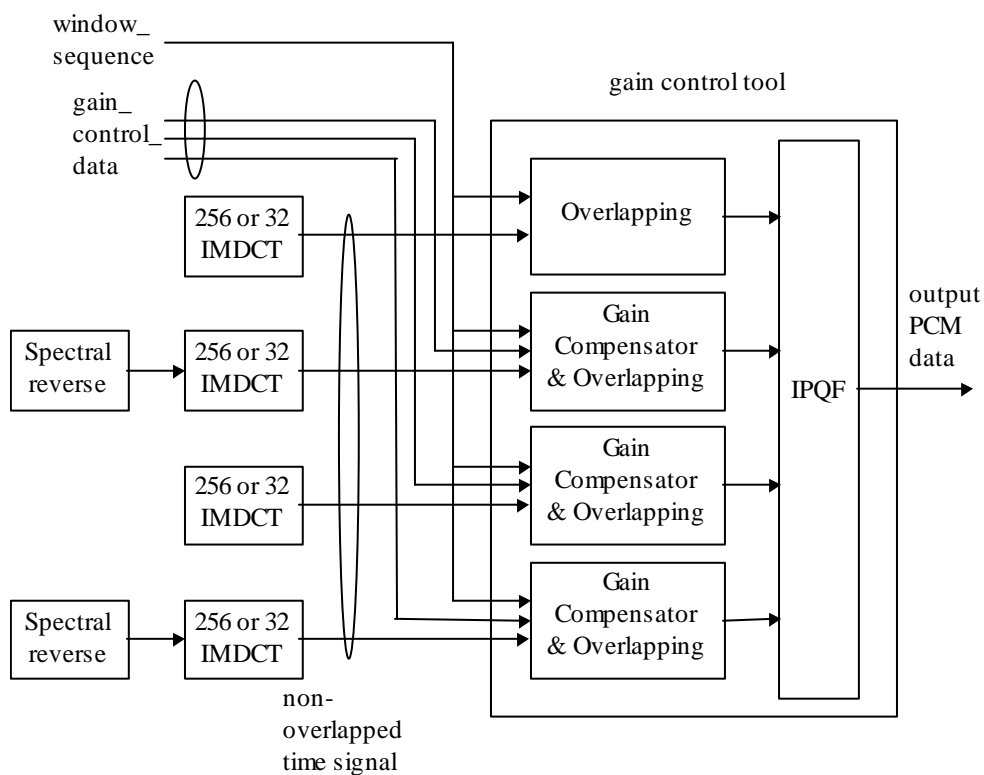 window_
sequence
gain_
control_
data
gain control tool
256 or 32
IMDCT
Overlapping
Spectral
reverse
256 or 32
IMDCT
Gain
Compensator
& Overlapping
IPQF
output
PCM
data
256 or 32
IMDCT
Gain
Compensator
& Overlapping
Spectral
reverse
256 or 32
IMDCT
Gain
Compensator
& Overlapping
non-
overlapped
time signal